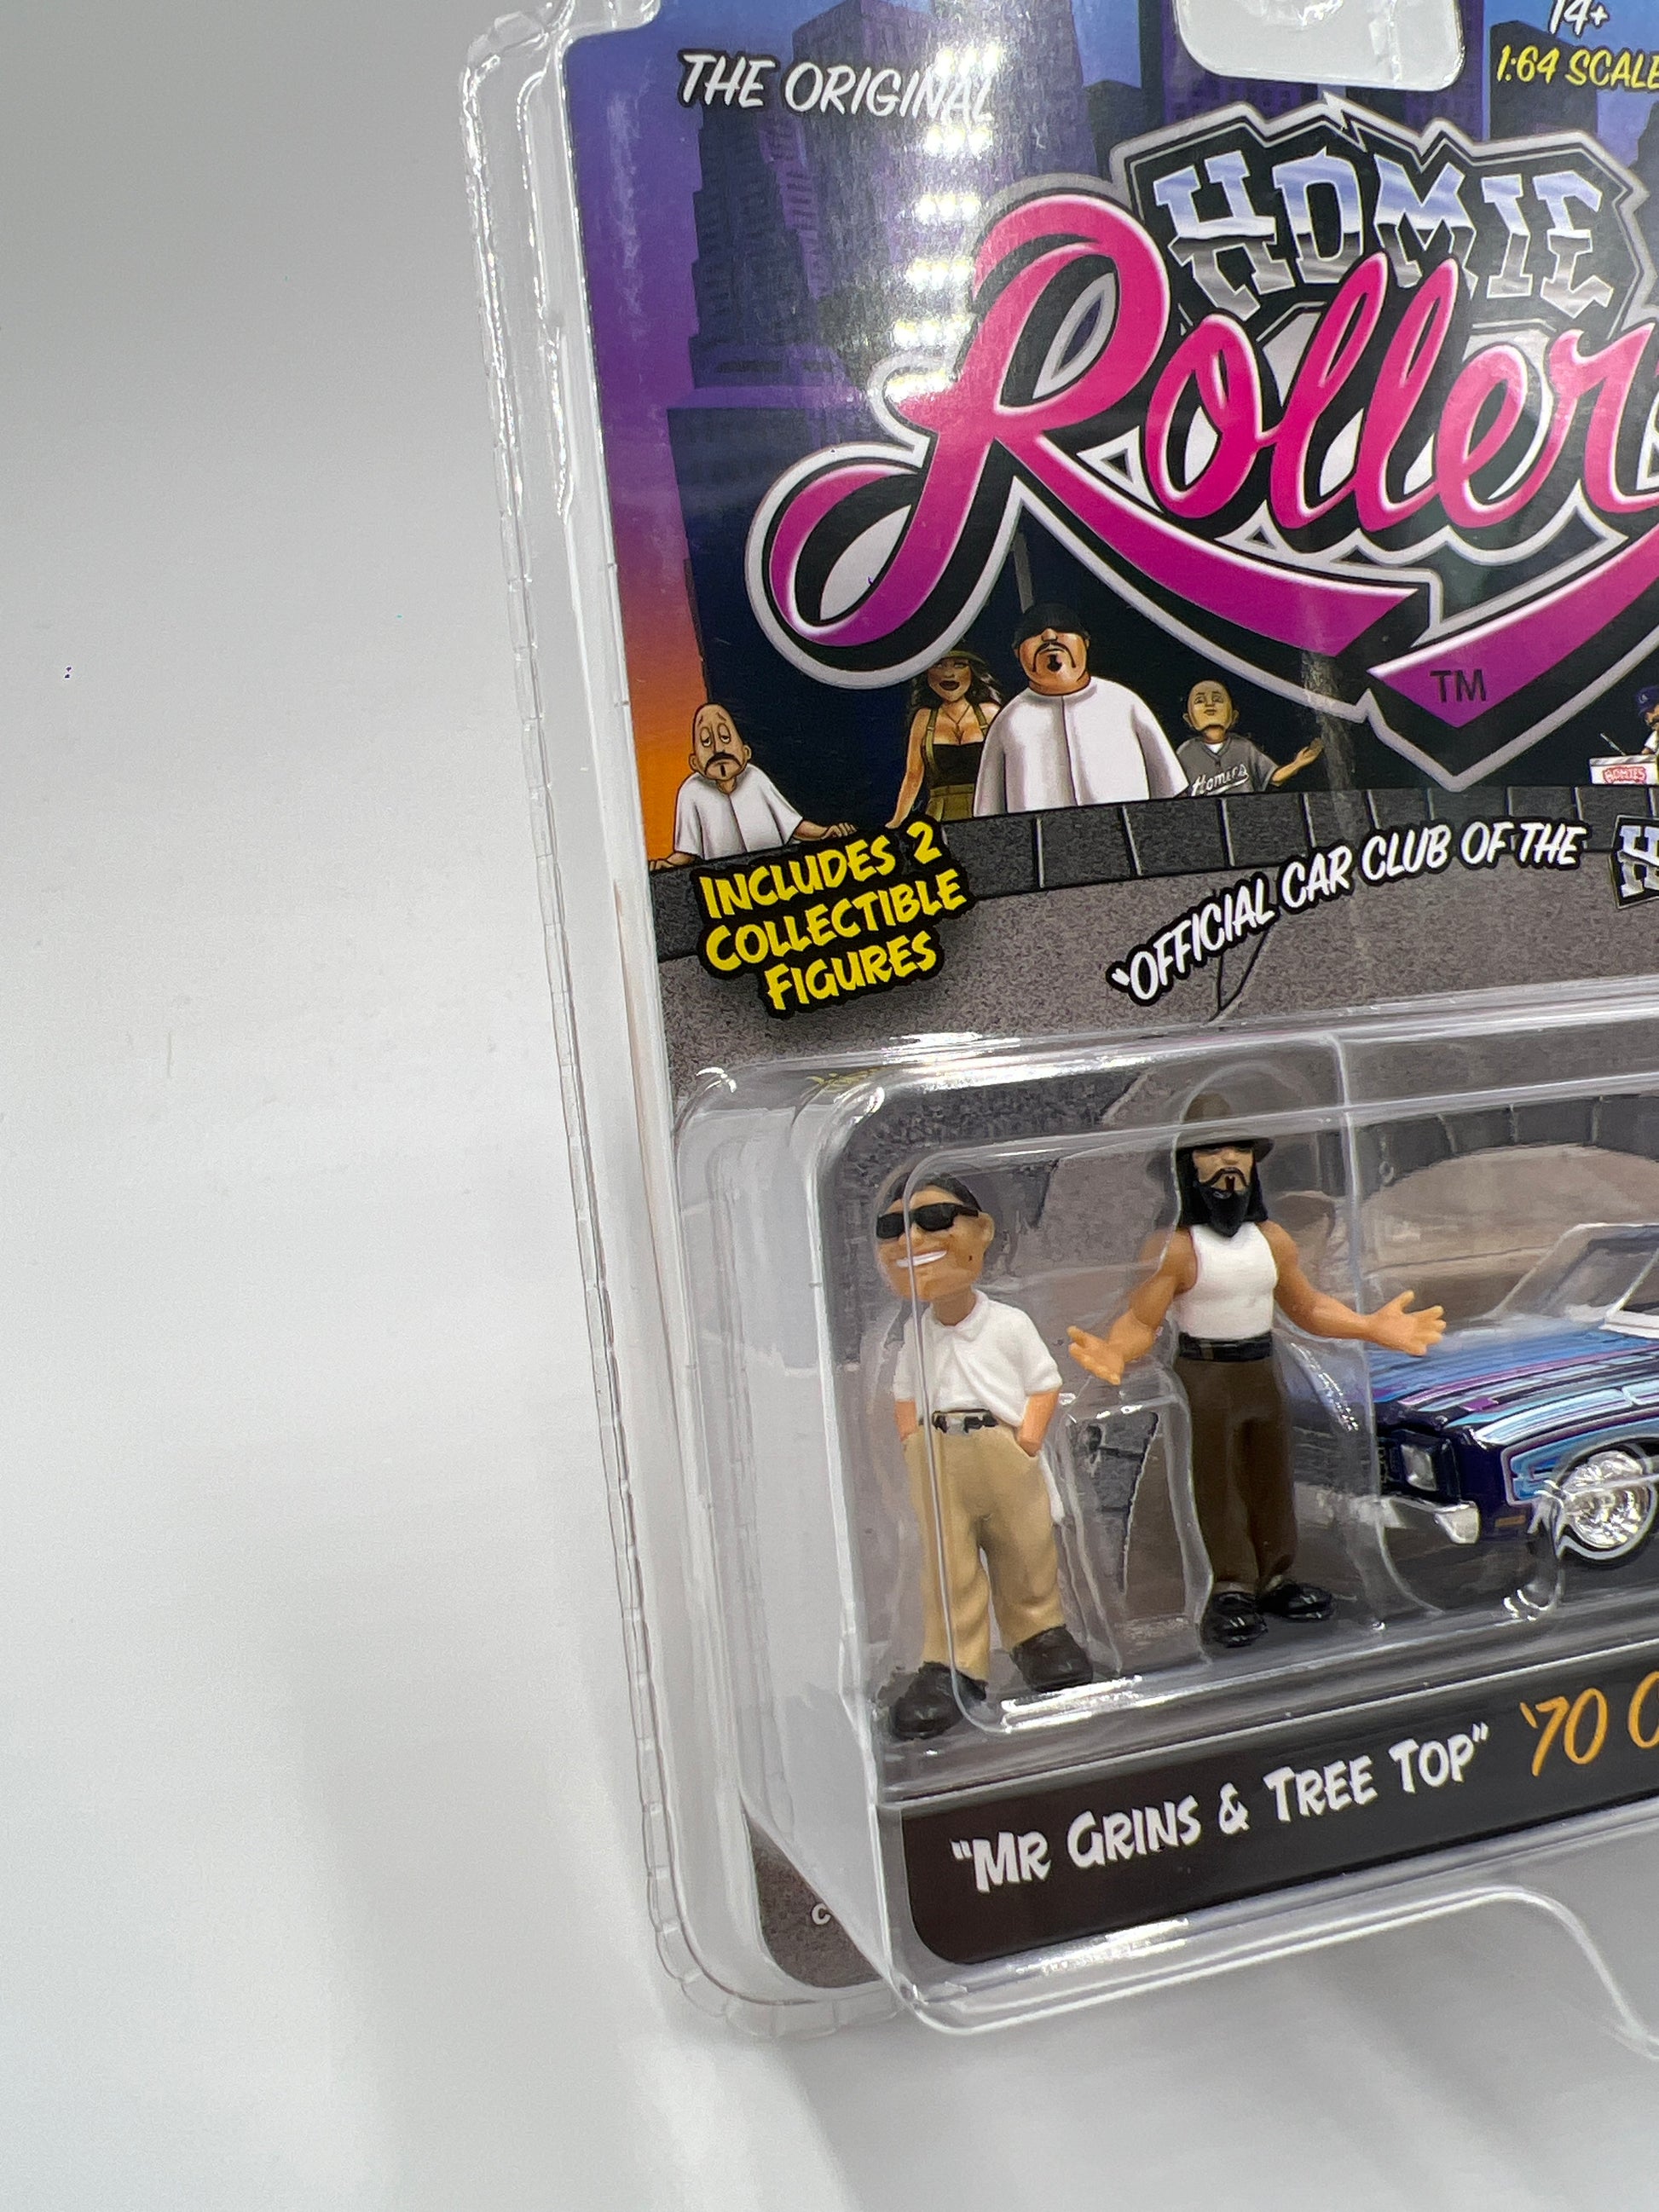 THE ORIGINAL
14+
1:64 SCALE
HOMIE
Rollers
TM
Homies
HOMIES
INCLUDES 2
COLLECTIBLE
FIGURES
"OFFICIAL CAR CLUB OF THE
"MR GRINS & TREE TOP" '70